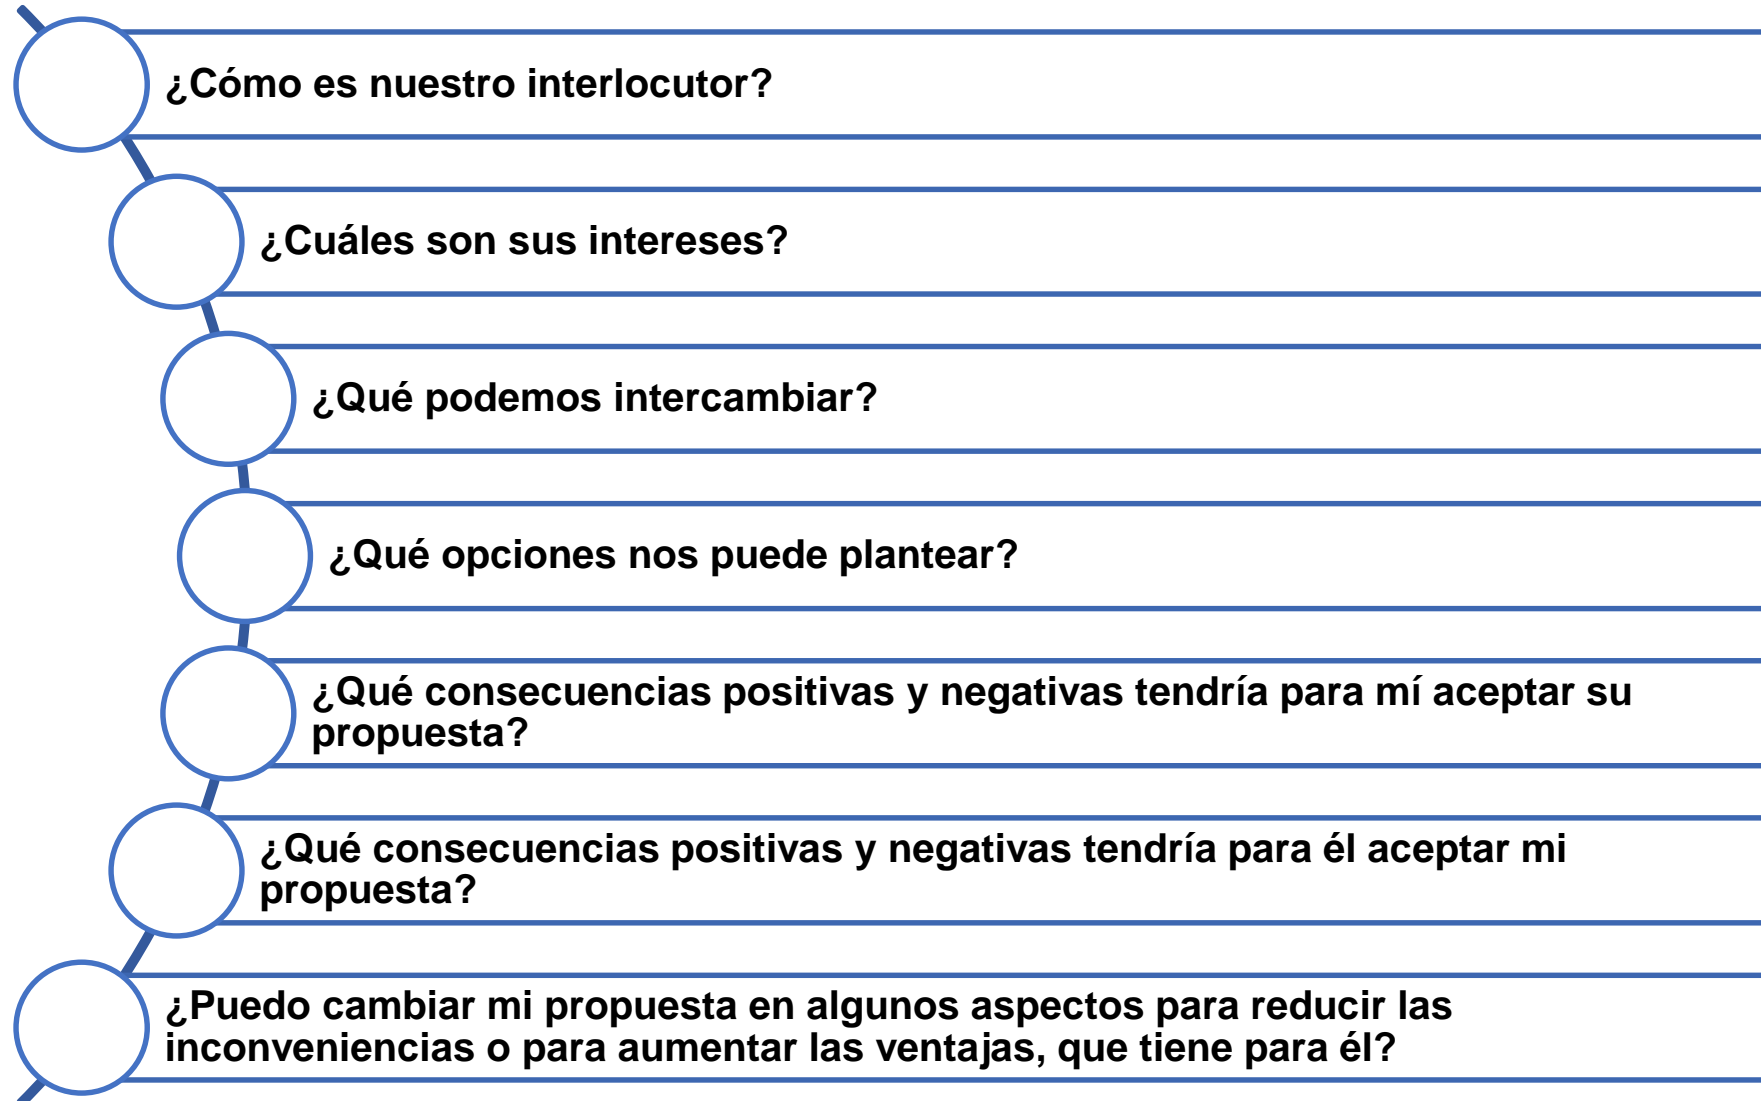 ¿Cómo es nuestro interlocutor?
¿Cuáles son sus intereses?
¿Qué podemos intercambiar?
¿Qué opciones nos puede plantear?
¿Qué consecuencias positivas y negativas tendría para mí aceptar su
propuesta?
¿Qué consecuencias positivas y negativas tendría para él aceptar mi
propuesta?
¿Puedo cambiar mi propuesta en algunos aspectos para reducir las
inconveniencias o para aumentar las ventajas, que tiene para él?